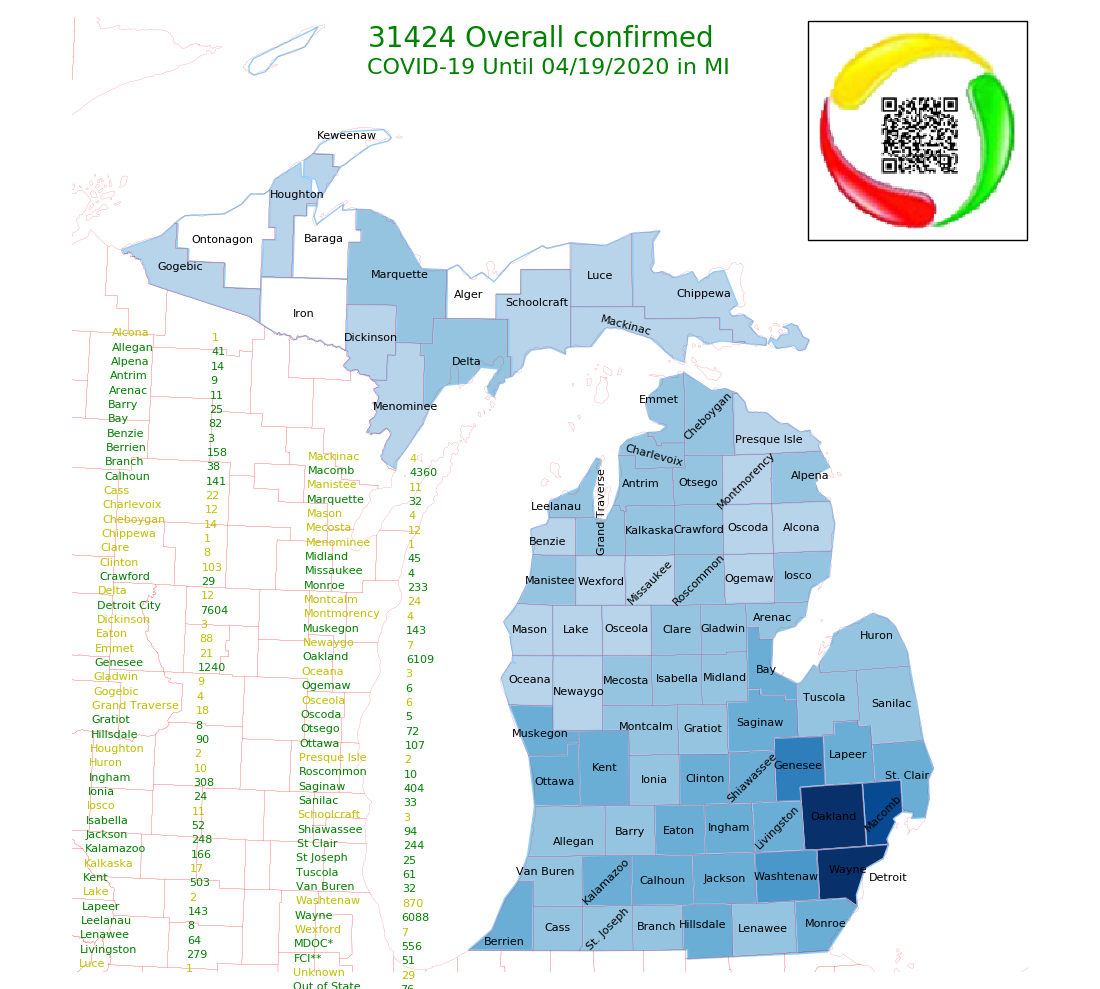 31424 Overall confirmed
COVID-19 Until 04/19/2020 in MI
Keweenaw
Houghton
Ontonagon
Baraga
Gogebic
Marquette
Alger
Luce
Chippewa
Schoolcraft
Iron
Mackinac
Dickinson
Delta
Menominee
Emmet
Cheboygan
Presque Isle
Charlevoix
Antrim
Otsego
Montmorency
Alpena
Leelanau
Grand Traverse
Benzie
Kalkaska
Crawford
Oscoda
Alcona
Manistee
Wexford
Missaukee
Roscommon
Ogemaw
Iosco
Mason
Lake
Osceola
Clare
Gladwin
Arenac
Huron
Oceana
Newaygo
Mecosta
Isabella
Midland
Bay
Tuscola
Sanilac
Muskegon
Montcalm
Gratiot
Saginaw
Ottawa
Kent
Ionia
Clinton
Shiawassee
Genesee
Lapeer
St. Clair
Allegan
Barry
Eaton
Ingham
Livingston
Oakland
Macomb
Van Buren
Kalamazoo
Calhoun
Jackson
Washtenaw
Wayne
Detroit
Berrien
Cass
St. Joseph
Branch
Hillsdale
Lenawee
Monroe
Alcona 1
Allegan 41
Alpena 14
Antrim 9
Arenac 11
Barry 25
Bay 82
Benzie 3
Berrien 158
Branch 38
Calhoun 141
Cass 22
Charlevoix 12
Cheboygan 14
Chippewa 1
Clare 8
Clinton 103
Crawford 29
Delta 12
Detroit City 7604
Dickinson 3
Eaton 88
Emmet 21
Genesee 1240
Gladwin 9
Gogebic 4
Grand Traverse 18
Gratiot 8
Hillsdale 90
Houghton 2
Huron 10
Ingham 308
Ionia 24
Iosco 11
Isabella 52
Jackson 248
Kalamazoo 166
Kalkaska 17
Kent 503
Lake 2
Lapeer 143
Leelanau 8
Lenawee 64
Livingston 279
Luce 1
Mackinac 4
Macomb 4360
Manistee 11
Marquette 32
Mason 4
Mecosta 12
Menominee 1
Midland 45
Missaukee 4
Monroe 233
Montcalm 24
Montmorency 4
Muskegon 143
Newaygo 7
Oakland 6109
Oceana 3
Ogemaw 6
Osceola 6
Oscoda 5
Otsego 72
Ottawa 107
Presque Isle 2
Roscommon 10
Saginaw 404
Sanilac 33
Schoolcraft 3
Shiawassee 94
St Clair 244
St Joseph 25
Tuscola 61
Van Buren 32
Washtenaw 870
Wayne 6088
Wexford 7
MDOC* 556
FCI** 51
Unknown 29
Out of State 76